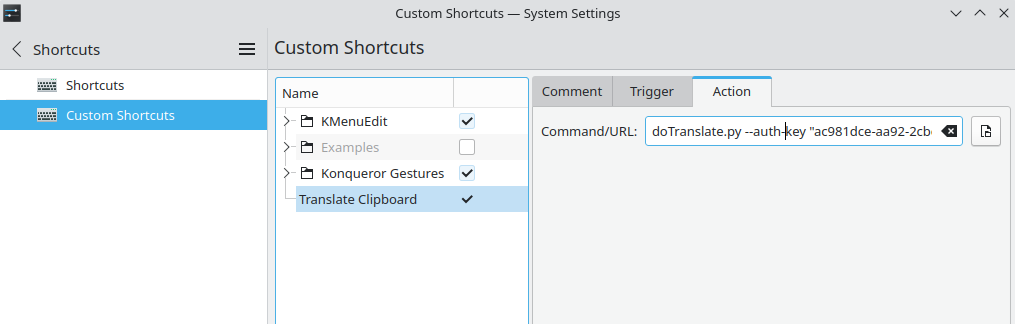 Custom Shortcuts — System Settings
Shortcuts
Custom Shortcuts
Shortcuts
Custom Shortcuts
Name
KMenuEdit
Examples
Konqueror Gestures
Translate Clipboard
Comment Trigger Action
Command/URL: doTranslate.py --auth-key "ac981dce-aa92-2cb